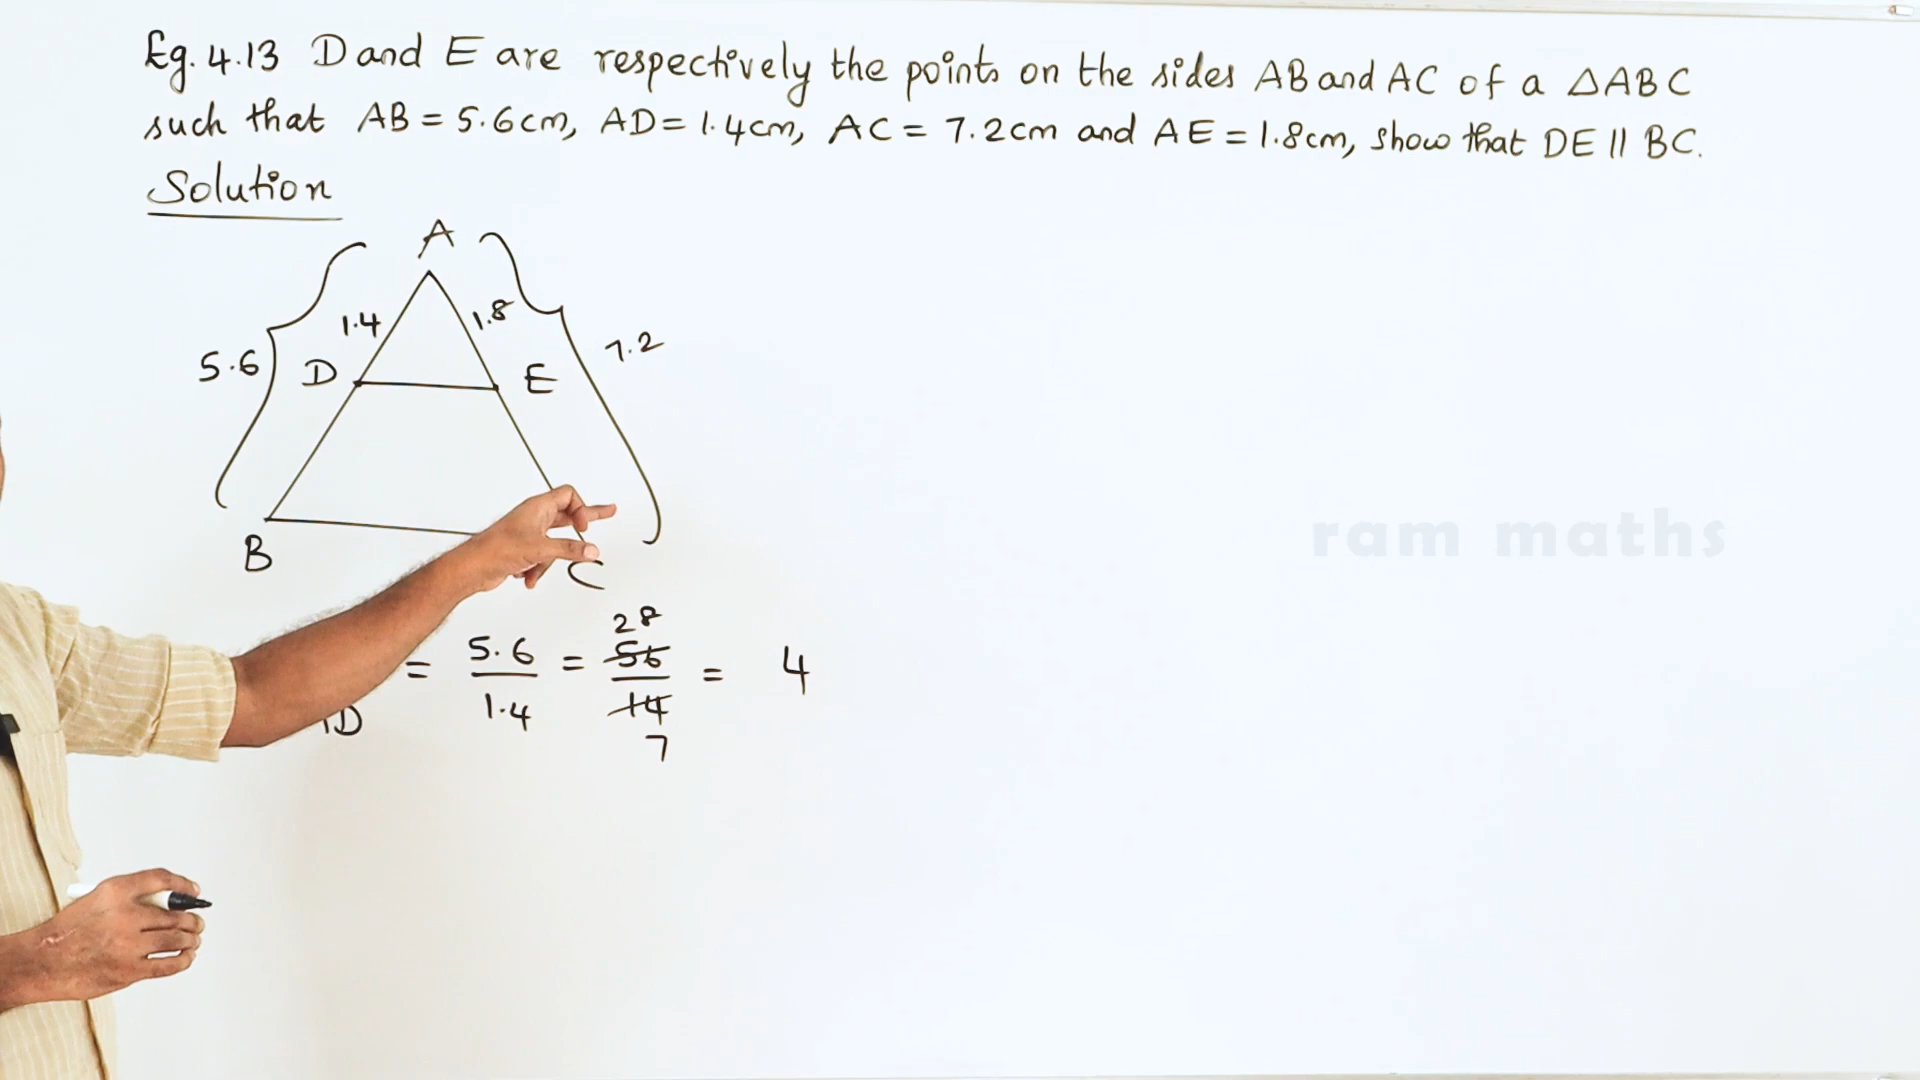 Eg. 4.13 D and E are respectively the points on the sides AB and AC of a △ABC
such that AB = 5.6cm, AD = 1.4cm, AC = 7.2cm and AE = 1.8cm, show that DE || BC.
Solution
A
1.4
1.8
5.6
D
E
7.2
B
C
28
= 5.6 = 56 = 4
D 1.4 14
7
ram maths